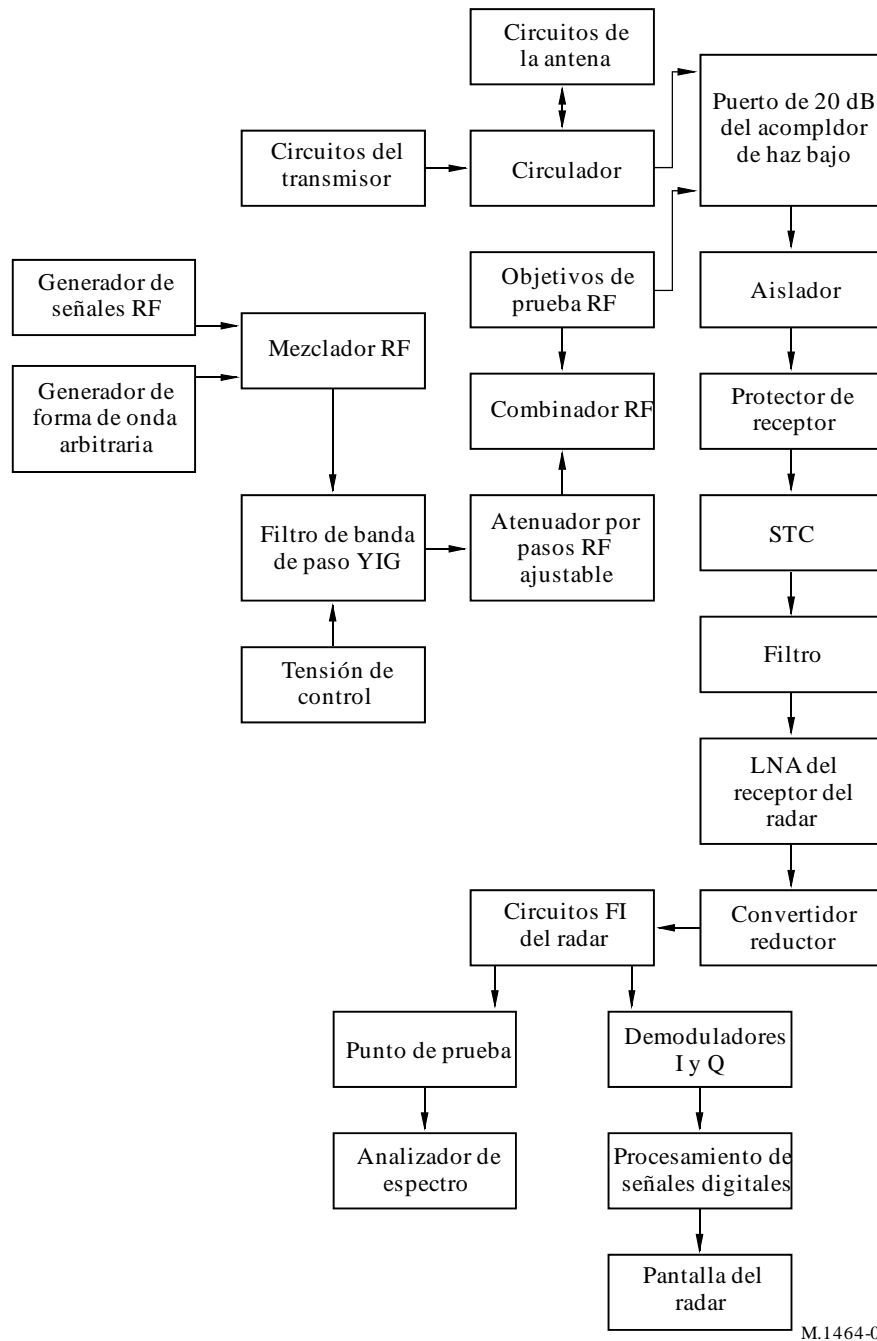 Circuitos de
la antena
Puerto de 20 dB
del acompldor
de haz bajo
Circuitos del
transmisor
Circulador
Generador de
señales RF
Objetivos de
prueba RF
Aislador
Mezclador RF
Generador de
forma de onda
arbitraria
Combinador RF
Protector de
receptor
Filtro de banda
de paso YIG
Atenuador por
pasos RF
ajustable
STC
Tensión de
control
Filtro
LNA del
receptor del
radar
Circuitos FI
del radar
Convertidor
reductor
Punto de prueba
Demoduladores
I y Q
Analizador de
espectro
Procesamiento de
señales digitales
Pantalla del
radar
M.1464-0